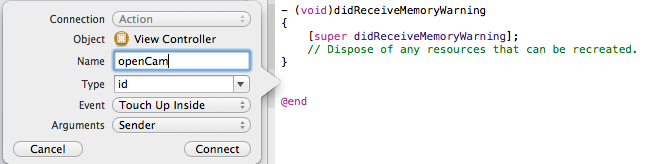 Connection Action
Object View Controller
Name openCam
Type id
Event Touch Up Inside
Arguments Sender
Cancel Connect
- (void)didReceiveMemoryWarning
{
[super didReceiveMemoryWarning];
// Dispose of any resources that can be recreated.
}
@end